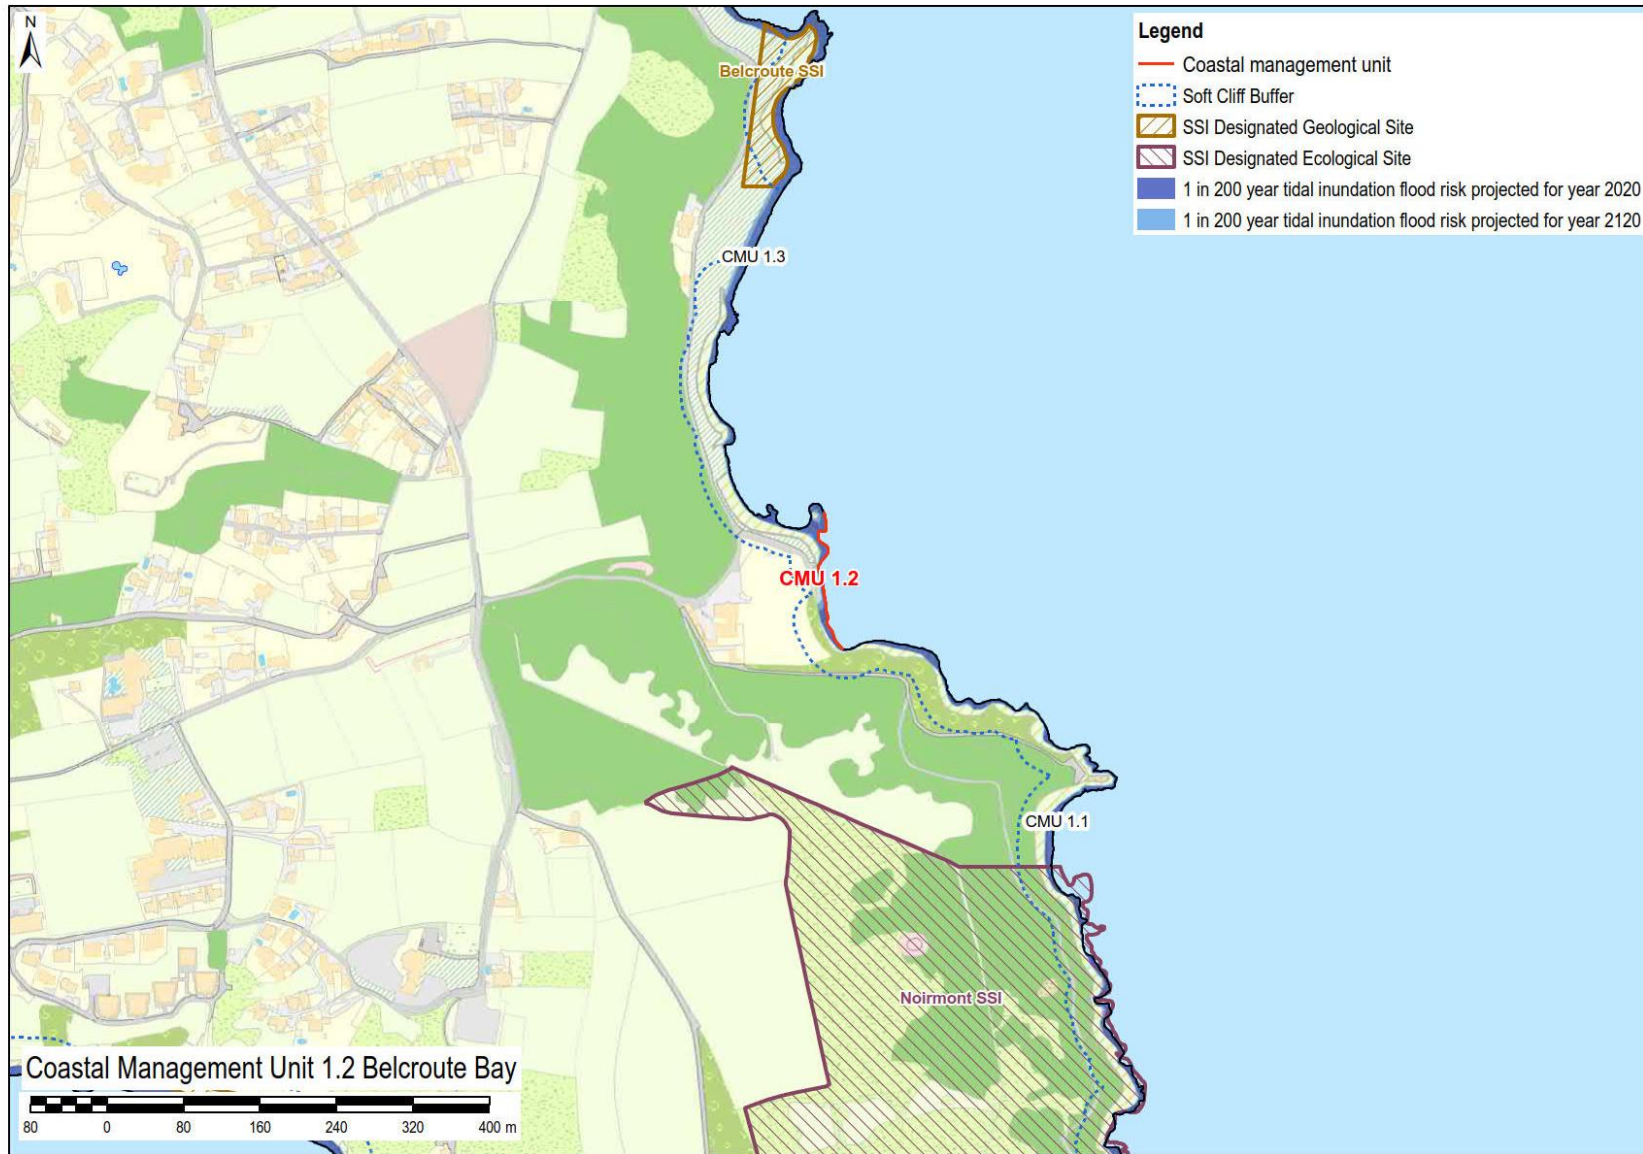 N
Legend
Coastal management unit
Soft Cliff Buffer
SSI Designated Geological Site
SSI Designated Ecological Site
1 in 200 year tidal inundation flood risk projected for year 2020
1 in 200 year tidal inundation flood risk projected for year 2120
Belcroute SSI
CMU 1.3
CMU 1.2
CMU 1.1
Noirmont SSI
Coastal Management Unit 1.2 Belcroute Bay
80 0 80 160 240 320 400 m